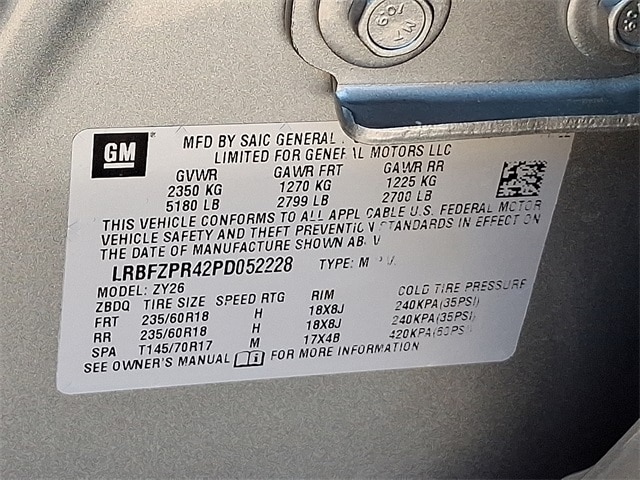 60L
MY
GM
MFD BY SAIC GENERAL
LIMITED FOR GENERAL MOTORS LLC
GVWR GAWR FRT GAWR RR
2350 KG 1270 KG 1225 KG
5180 LB 2799 LB 2700 LB
THIS VEHICLE CONFORMS TO ALL APPLICABLE U.S. FEDERAL MOTOR
VEHICLE SAFETY AND THEFT PREVENTION STANDARDS IN EFFECT ON
THE DATE OF MANUFACTURE SHOWN ABOV
LRBFZPR42PD052228 TYPE: M.P.V.
MODEL: ZY26
ZBDQ TIRE SIZE SPEED RTG RIM COLD TIRE PRESSURE
FRT 235/60R18 H 18X8J 240KPA(35PSI)
RR 235/60R18 H 18X8J 240KPA(35PSI)
SPA T145/70R17 M 17X4B 420KPA(60PSI)
SEE OWNER'S MANUAL FOR MORE INFORMATION